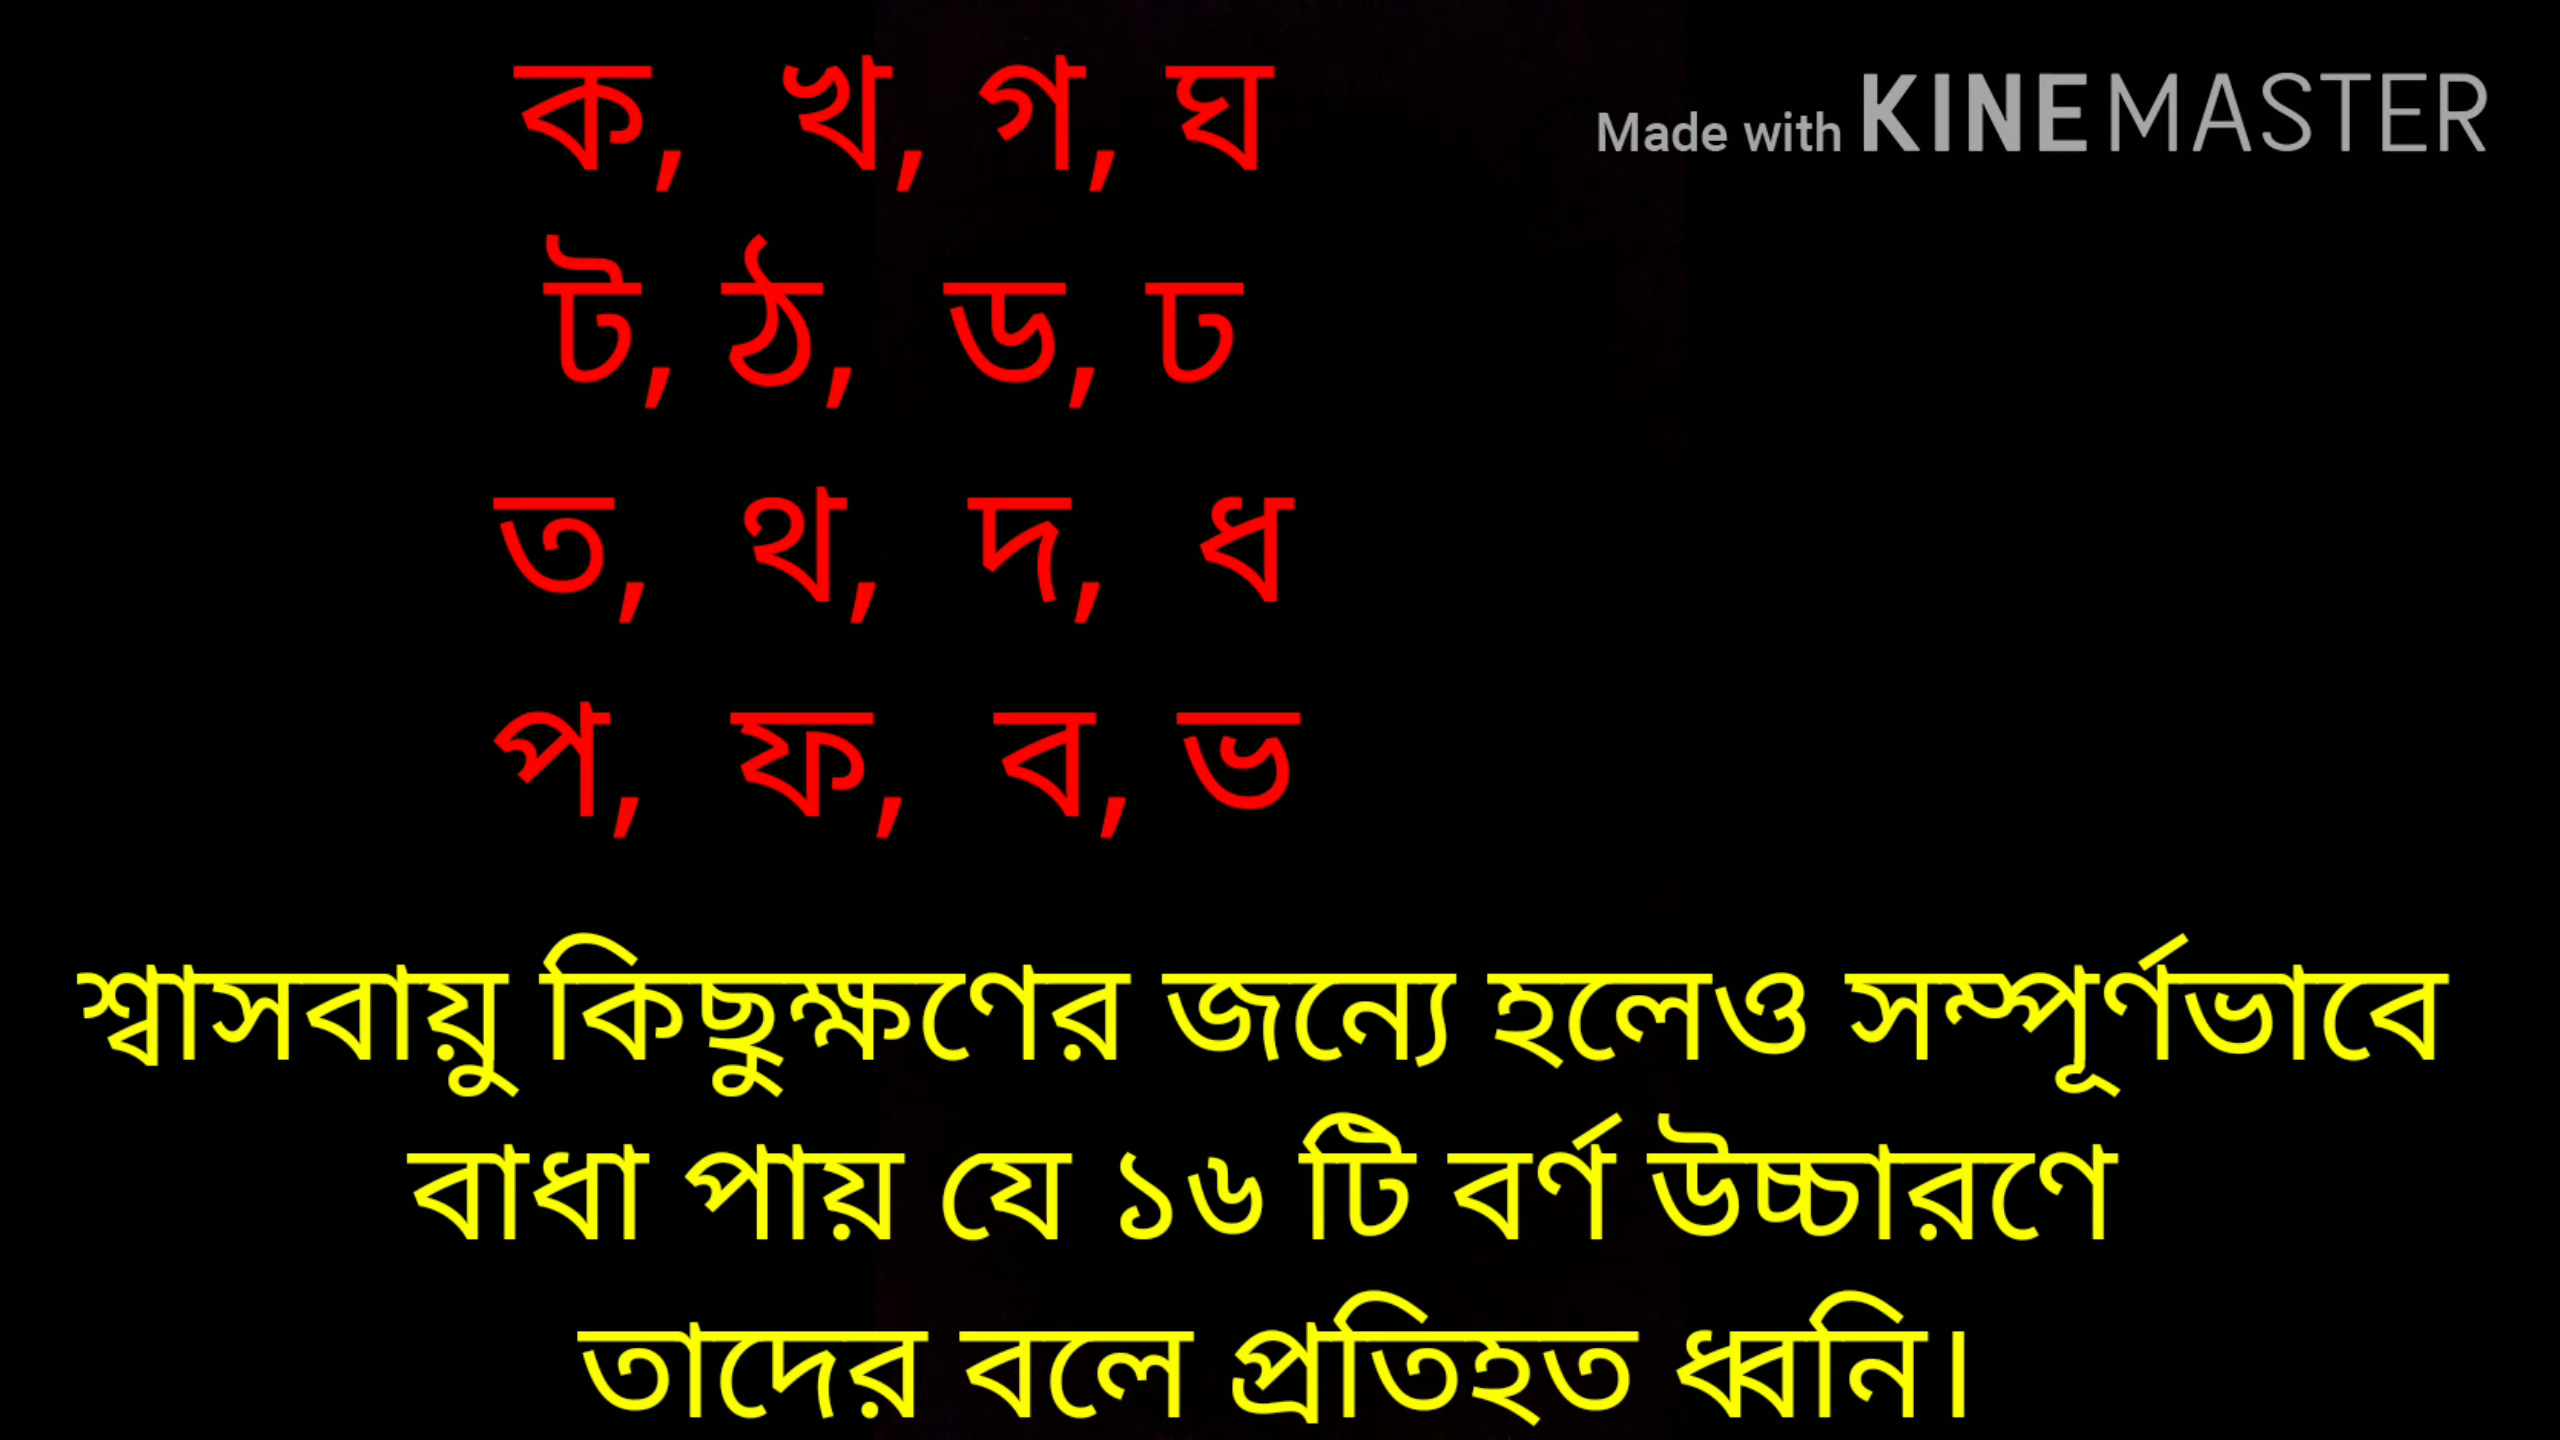 ক, খ, গ, ঘ
Made with KINEMASTER
ট, ঠ, ড, ঢ
ত, থ, দ, ধ
প, ফ, ব, ভ
শ্বাসবায়ু কিছুক্ষণের জন্যে হলেও সম্পূর্ণভাবে
বাধা পায় যে ১৬ টি বর্ণ উচ্চারণে
তাদের বলে প্রতিহত ধ্বনি।